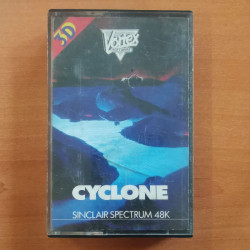 3D
Vortex
CYCLONE
SINCLAIR SPECTRUM 48K